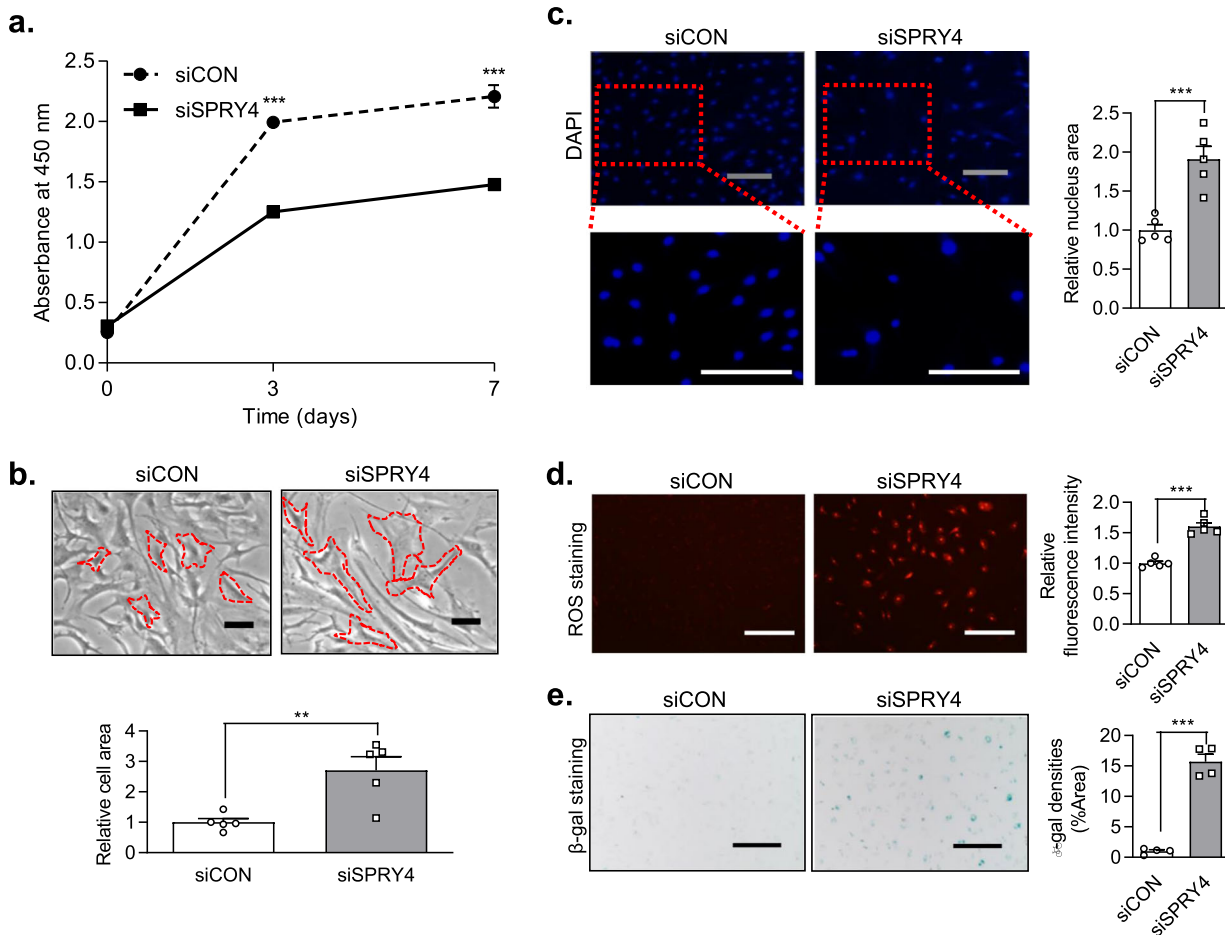 a.
2.5
2.0
1.5
1.0
0.5
0.0
Abserbance at 450 nm
siCON
siSPRY4
***
***
0
3
7
Time (days)
b.
siCON
siSPRY4
Relative cell area
4
3
2
1
0
**
siCON
siSPRY4
c.
siCON
siSPRY4
DAPI
Relative nucleus area
2.5
2.0
1.5
1.0
0.5
0.0
***
siCON
siSPRY4
d.
siCON
siSPRY4
ROS staining
Relative
fluorescence intensity
2.0
1.5
1.0
0.5
0.0
***
siCON
siSPRY4
e.
siCON
siSPRY4
β-gal staining
gal densities
(%Area)
20
15
10
5
0
***
siCON
siSPRY4